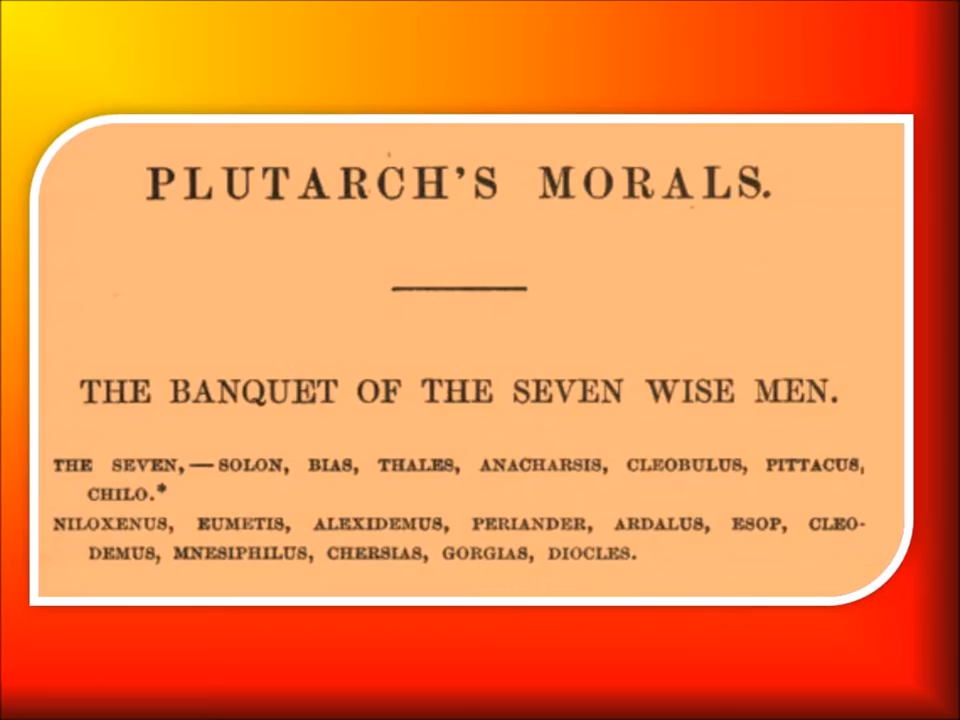 PLUTARCH'S MORALS.
THE BANQUET OF THE SEVEN WISE MEN.
THE SEVEN,—SOLON, BIAS, THALES, ANACHARSIS, CLEOBULUS, PITTACUS,
CHILO.*
NILOXENUS, EUMETIS, ALEXIDEMUS, PERIANDER, ARDALUS, ESOP, CLEO-
DEMUS, MNESIPHILUS, CHERSIAS, GORGIAS, DIOCLES.